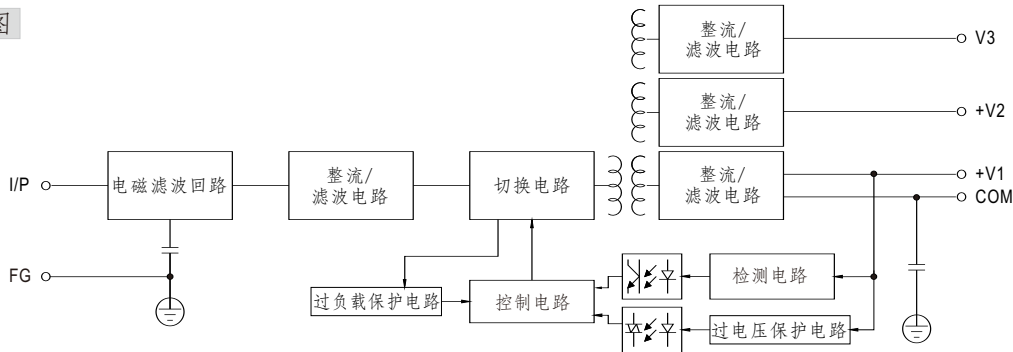 图
整流/
滤波电路
V3
整流/
滤波电路
+V2
I/P
电磁滤波回路
整流/
滤波电路
切换电路
整流/
滤波电路
+V1
COM
FG
过负载保护电路
控制电路
检测电路
过电压保护电路